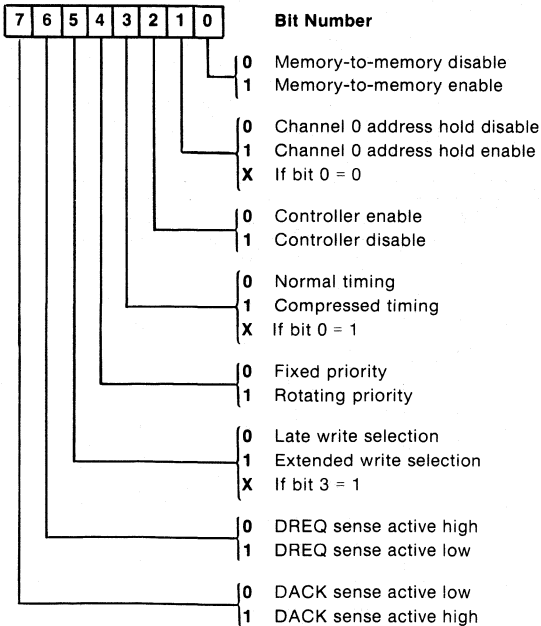 7 6 5 4 3 2 1 0 Bit Number
0 Memory-to-memory disable
1 Memory-to-memory enable
0 Channel 0 address hold disable
1 Channel 0 address hold enable
X If bit 0 = 0
0 Controller enable
1 Controller disable
0 Normal timing
1 Compressed timing
X If bit 0 = 1
0 Fixed priority
1 Rotating priority
0 Late write selection
1 Extended write selection
X If bit 3 = 1
0 DREQ sense active high
1 DREQ sense active low
0 DACK sense active low
1 DACK sense active high